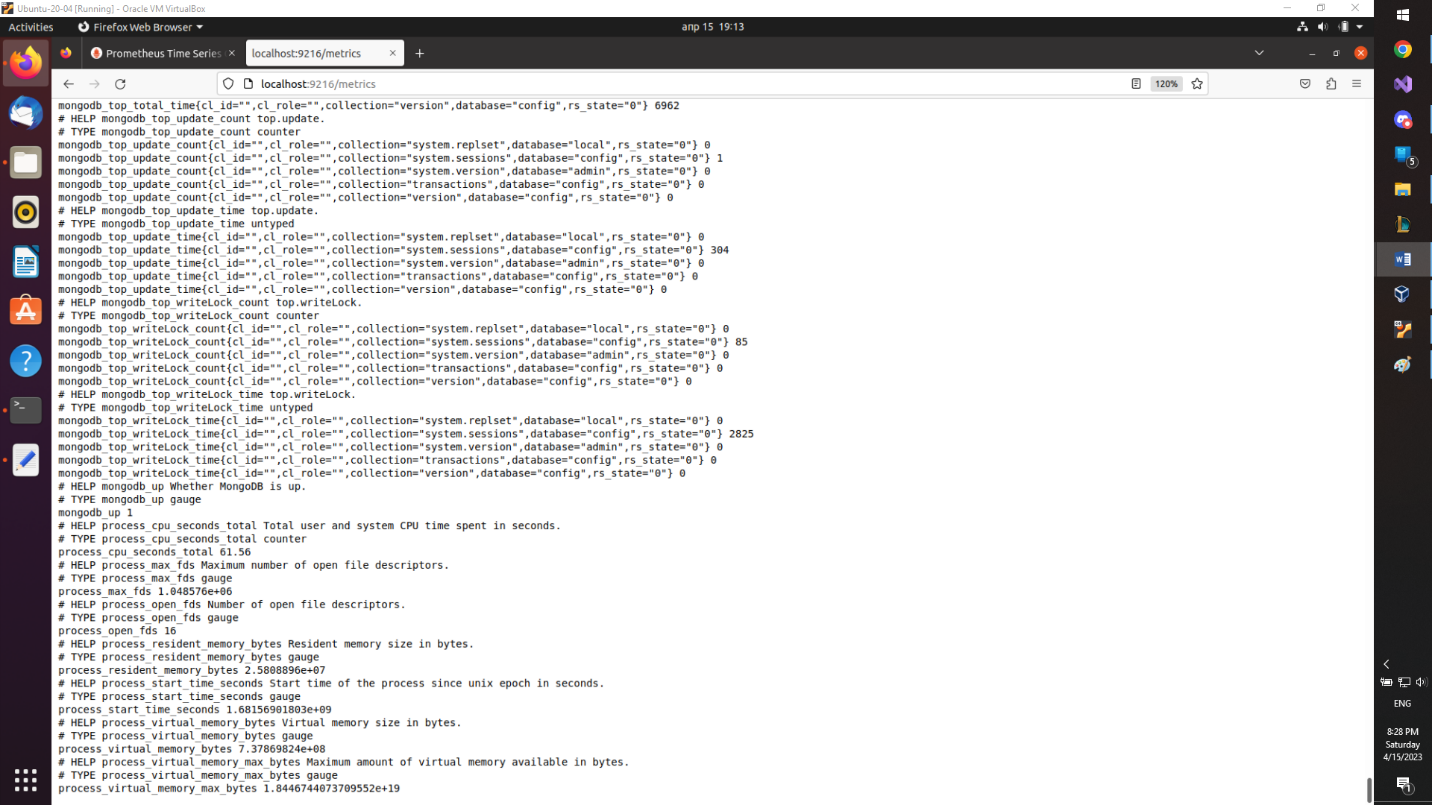 Ubuntu-20-04 [Running] - Oracle VM VirtualBox
Activities
Firefox Web Browser
апр 15 19:13
Prometheus Time Series
localhost:9216/metrics
localhost:9216/metrics
120%
mongodb_top_total_time{cl_id="",cl_role="",collection="version",database="config",rs_state="0"} 6962
# HELP mongodb_top_update_count top.update.
# TYPE mongodb_top_update_count counter
mongodb_top_update_count{cl_id="",cl_role="",collection="system.replset",database="local",rs_state="0"} 0
mongodb_top_update_count{cl_id="",cl_role="",collection="system.sessions",database="config",rs_state="0"} 1
mongodb_top_update_count{cl_id="",cl_role="",collection="system.version",database="admin",rs_state="0"} 0
mongodb_top_update_count{cl_id="",cl_role="",collection="transactions",database="config",rs_state="0"} 0
mongodb_top_update_count{cl_id="",cl_role="",collection="version",database="config",rs_state="0"} 0
# HELP mongodb_top_update_time top.update.
# TYPE mongodb_top_update_time untyped
mongodb_top_update_time{cl_id="",cl_role="",collection="system.replset",database="local",rs_state="0"} 0
mongodb_top_update_time{cl_id="",cl_role="",collection="system.sessions",database="config",rs_state="0"} 304
mongodb_top_update_time{cl_id="",cl_role="",collection="system.version",database="admin",rs_state="0"} 0
mongodb_top_update_time{cl_id="",cl_role="",collection="transactions",database="config",rs_state="0"} 0
mongodb_top_update_time{cl_id="",cl_role="",collection="version",database="config",rs_state="0"} 0
# HELP mongodb_top_writeLock_count top.writeLock.
# TYPE mongodb_top_writeLock_count counter
mongodb_top_writeLock_count{cl_id="",cl_role="",collection="system.replset",database="local",rs_state="0"} 0
mongodb_top_writeLock_count{cl_id="",cl_role="",collection="system.sessions",database="config",rs_state="0"} 85
mongodb_top_writeLock_count{cl_id="",cl_role="",collection="system.version",database="admin",rs_state="0"} 0
mongodb_top_writeLock_count{cl_id="",cl_role="",collection="transactions",database="config",rs_state="0"} 0
mongodb_top_writeLock_count{cl_id="",cl_role="",collection="version",database="config",rs_state="0"} 0
# HELP mongodb_top_writeLock_time top.writeLock.
# TYPE mongodb_top_writeLock_time untyped
mongodb_top_writeLock_time{cl_id="",cl_role="",collection="system.replset",database="local",rs_state="0"} 0
mongodb_top_writeLock_time{cl_id="",cl_role="",collection="system.sessions",database="config",rs_state="0"} 2825
mongodb_top_writeLock_time{cl_id="",cl_role="",collection="system.version",database="admin",rs_state="0"} 0
mongodb_top_writeLock_time{cl_id="",cl_role="",collection="transactions",database="config",rs_state="0"} 0
mongodb_top_writeLock_time{cl_id="",cl_role="",collection="version",database="config",rs_state="0"} 0
# HELP mongodb_up Whether MongoDB is up.
# TYPE mongodb_up gauge
mongodb_up 1
# HELP process_cpu_seconds_total Total user and system CPU time spent in seconds.
# TYPE process_cpu_seconds_total counter
process_cpu_seconds_total 61.56
# HELP process_max_fds Maximum number of open file descriptors.
# TYPE process_max_fds gauge
process_max_fds 1.048576e+06
# HELP process_open_fds Number of open file descriptors.
# TYPE process_open_fds gauge
process_open_fds 16
# HELP process_resident_memory_bytes Resident memory size in bytes.
# TYPE process_resident_memory_bytes gauge
process_resident_memory_bytes 2.5808896e+07
# HELP process_start_time_seconds Start time of the process since unix epoch in seconds.
# TYPE process_start_time_seconds gauge
process_start_time_seconds 1.68156901803e+09
# HELP process_virtual_memory_bytes Virtual memory size in bytes.
# TYPE process_virtual_memory_bytes gauge
process_virtual_memory_bytes 7.37869824e+08
# HELP process_virtual_memory_max_bytes Maximum amount of virtual memory available in bytes.
# TYPE process_virtual_memory_max_bytes gauge
process_virtual_memory_max_bytes 1.8446744073709552e+19
5
ENG
8:28 PM
Saturday
4/15/2023
1